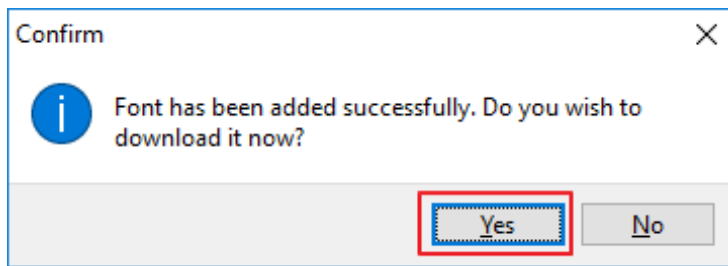 Confirm
Font has been added successfully. Do you wish to
download it now?
Yes
No